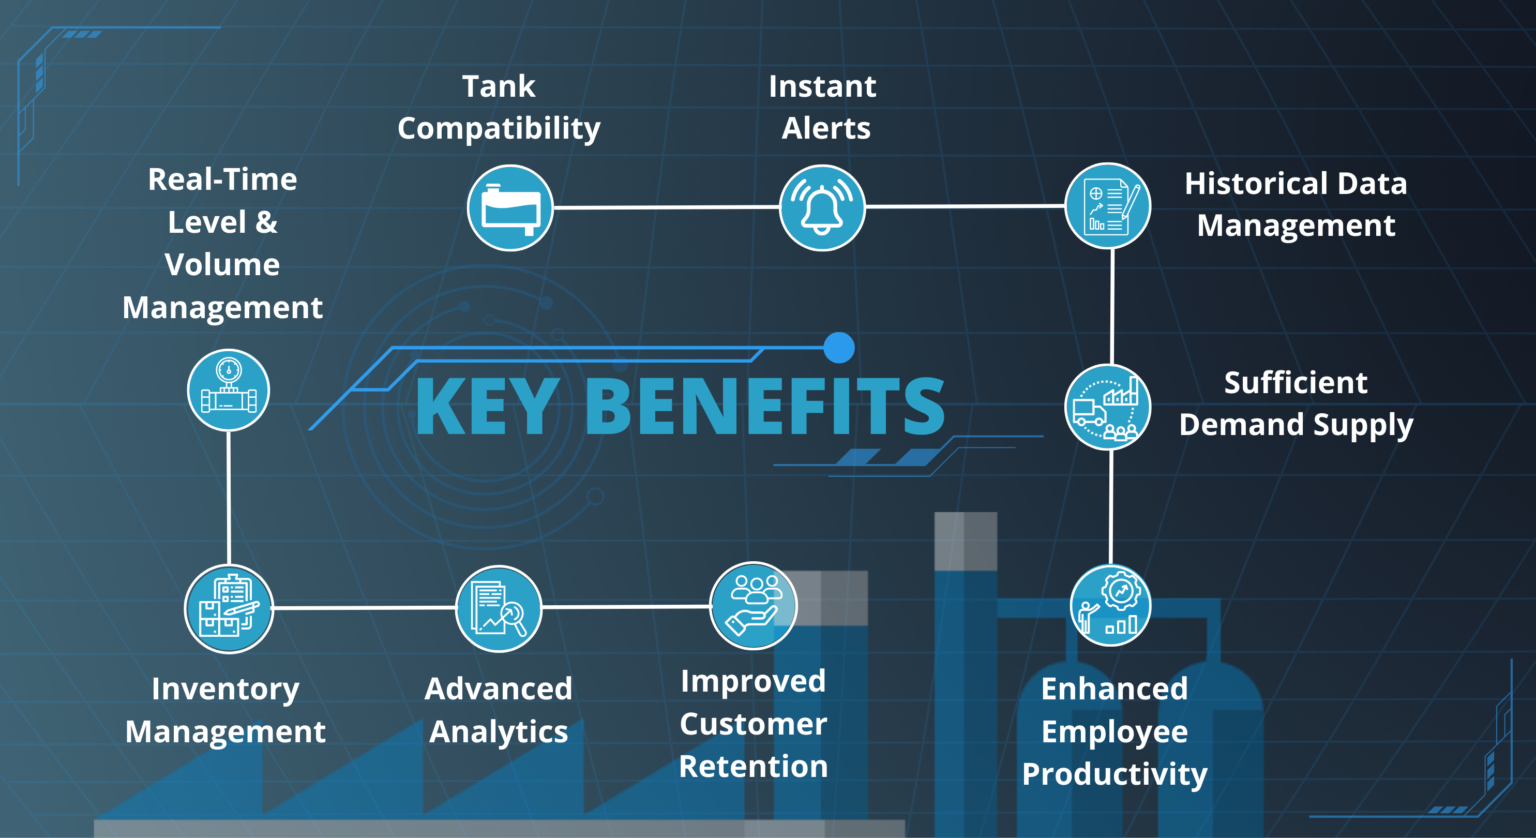 Tank
Compatibility
Instant
Alerts
Real-Time
Level &
Volume
Management
Historical Data
Management
KEY BENEFITS
Sufficient
Demand Supply
Inventory
Management
Advanced
Analytics
Improved
Customer
Retention
Enhanced
Employee
Productivity